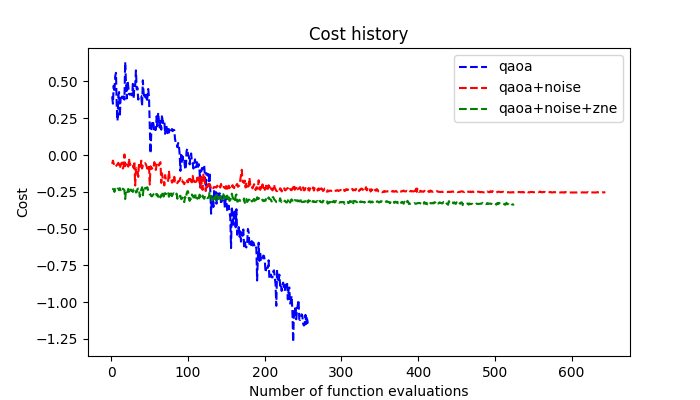 Cost history
qaoa
qaoa+noise
qaoa+noise+zne
Cost
0.50
0.25
0.00
−0.25
−0.50
−0.75
−1.00
−1.25
0 100 200 300 400 500 600
Number of function evaluations